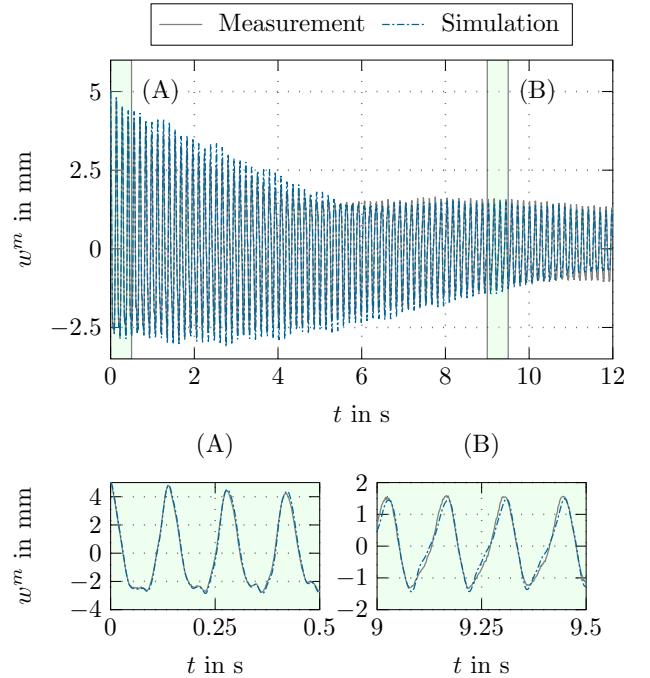 Measurement Simulation
(A) (B)
5
2.5
0
−2.5
w^m in mm
0 2 4 6 8 10 12
t in s
(A) (B)
4
2
0
−2
−4
w^m in mm
0 0.25 0.5
t in s
2
1
0
−1
−2
9 9.25 9.5
t in s